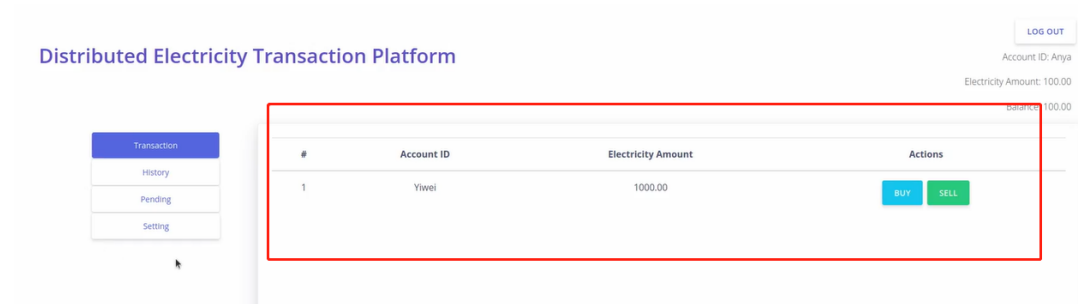 LOG OUT
Distributed Electricity Transaction Platform
Account ID: Anya
Electricity Amount: 100.00
Balance: 100.00
Transaction
History
Pending
Setting
# Account ID Electricity Amount Actions
1 Yiwei 1000.00 BUY SELL